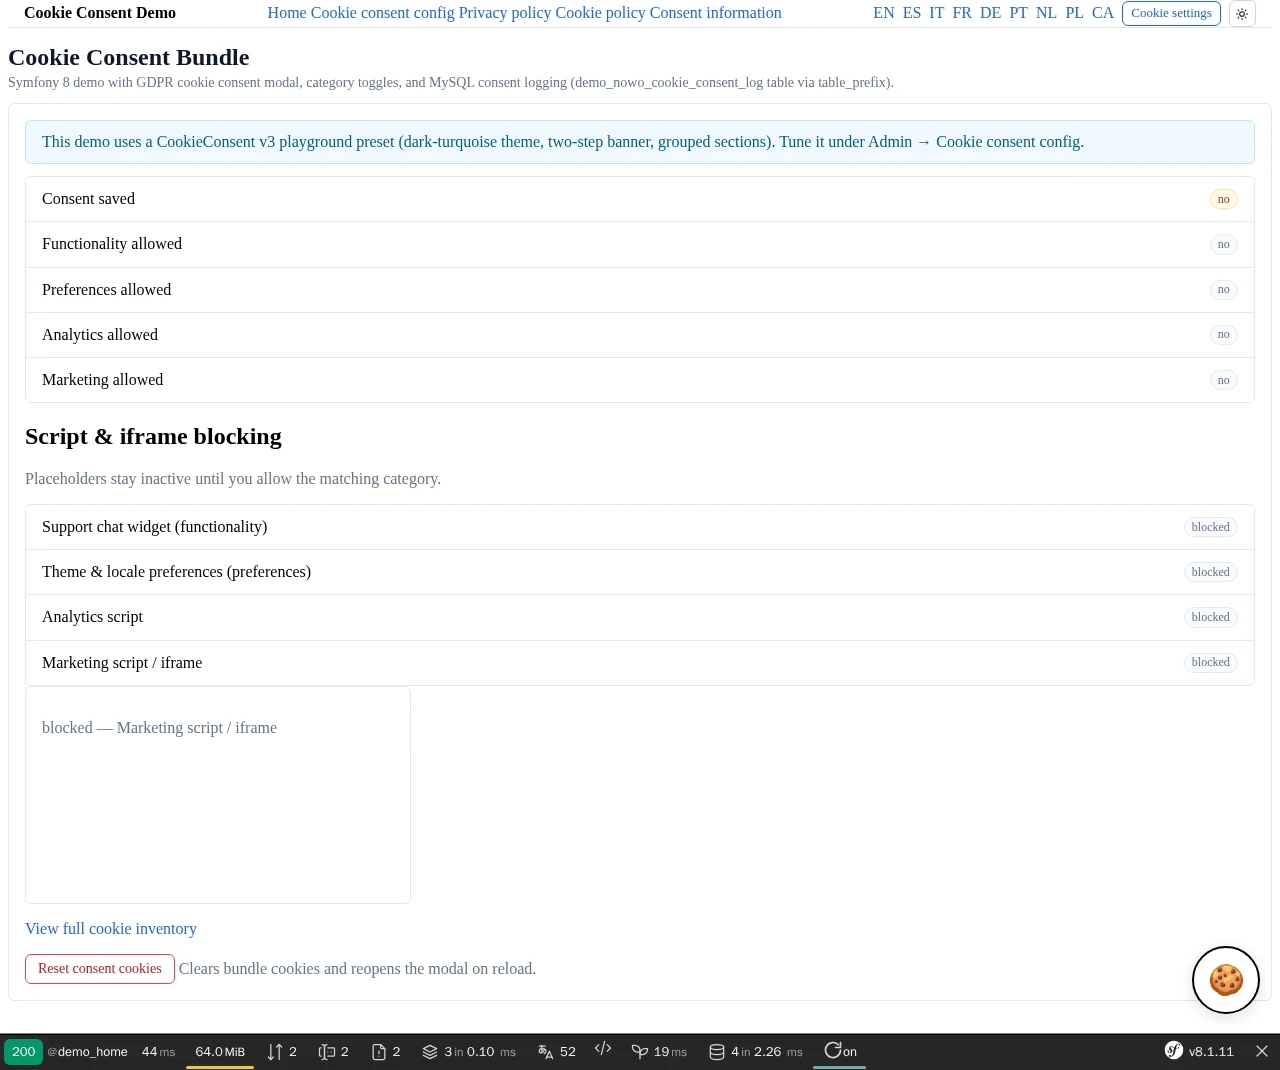 Cookie Consent Demo Home Cookie consent config Privacy policy Cookie policy Consent information EN ES IT FR DE PT NL PL CA Cookie settings
Cookie Consent Bundle
Symfony 8 demo with GDPR cookie consent modal, category toggles, and MySQL consent logging (demo_nowo_cookie_consent_log table via table_prefix).
This demo uses a CookieConsent v3 playground preset (dark-turquoise theme, two-step banner, grouped sections). Tune it under Admin → Cookie consent config.
Consent saved no
Functionality allowed no
Preferences allowed no
Analytics allowed no
Marketing allowed no
Script & iframe blocking
Placeholders stay inactive until you allow the matching category.
Support chat widget (functionality) blocked
Theme & locale preferences (preferences) blocked
Analytics script blocked
Marketing script / iframe blocked
blocked — Marketing script / iframe
View full cookie inventory
Reset consent cookies Clears bundle cookies and reopens the modal on reload.
200 @demo_home 44 ms 64.0 MiB 2 2 2 3 in 0.10 ms 52 19 ms 4 in 2.26 ms on sf v8.1.11